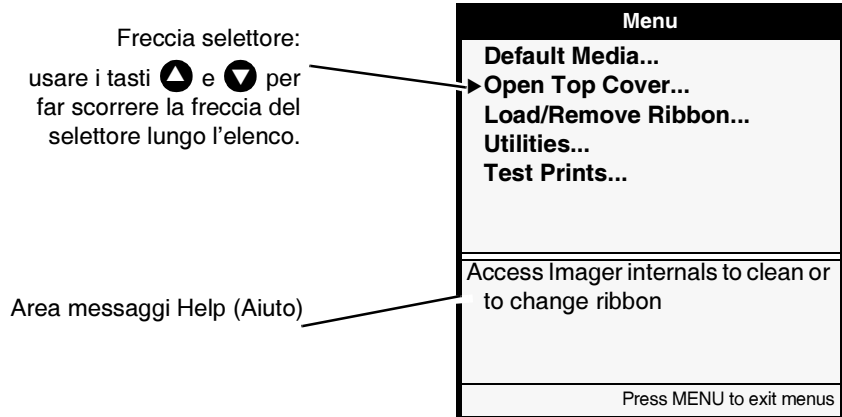 Freccia selettore:
usare i tasti e per
far scorrere la freccia del
selettore lungo l'elenco.
Area messaggi Help (Aiuto)
Menu
Default Media...
Open Top Cover...
Load/Remove Ribbon...
Utilities...
Test Prints...
Access Imager internals to clean or
to change ribbon
Press MENU to exit menus